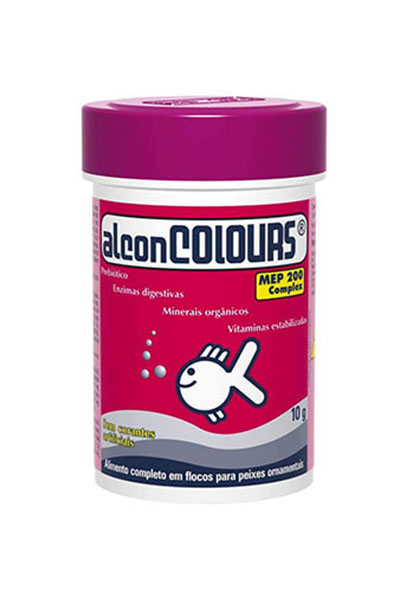 alconCOLOURS®
MEP 200
Complex
Prebiótico
Enzimas digestivas
Minerais orgânicos
Vitaminas estabilizadas
10 g
Sem corantes
artificiais
Alimento completo em flocos para peixes ornamentais